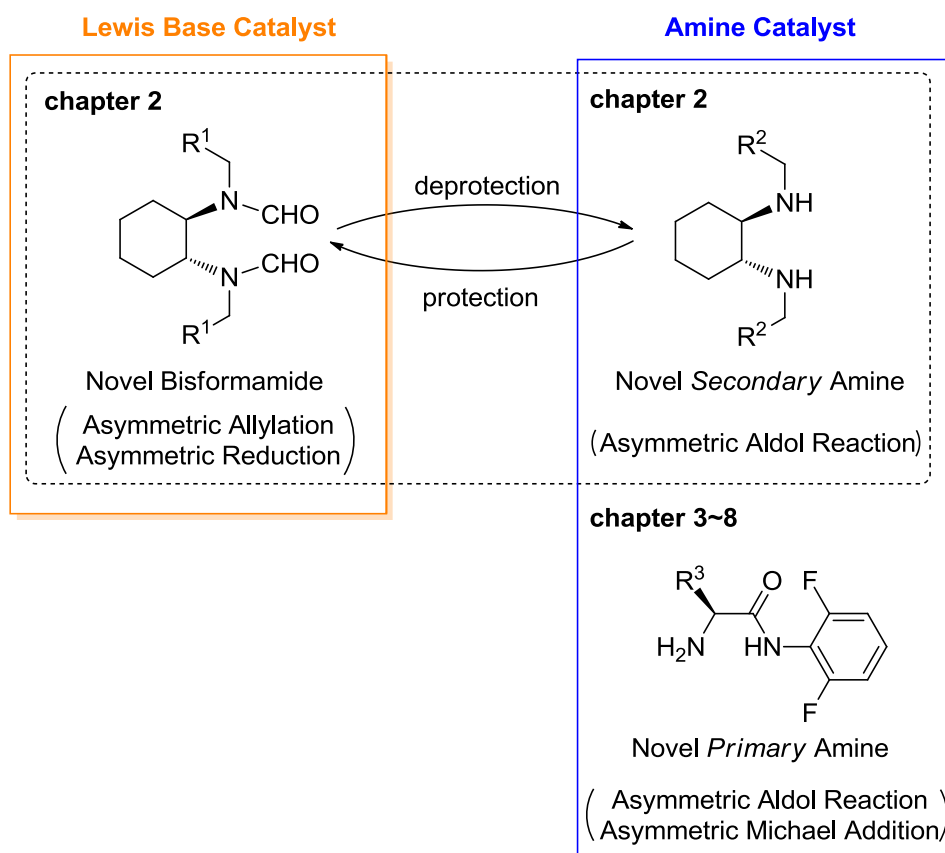 Lewis Base Catalyst
Amine Catalyst
chapter 2
R¹
N
CHO
N
CHO
R¹
Novel Bisformamide
(Asymmetric Allylation
Asymmetric Reduction)
deprotection
protection
chapter 2
R²
NH
NH
R²
Novel Secondary Amine
(Asymmetric Aldol Reaction)
chapter 3~8
R³
O
F
H₂N
HN
F
Novel Primary Amine
(Asymmetric Aldol Reaction
Asymmetric Michael Addition)